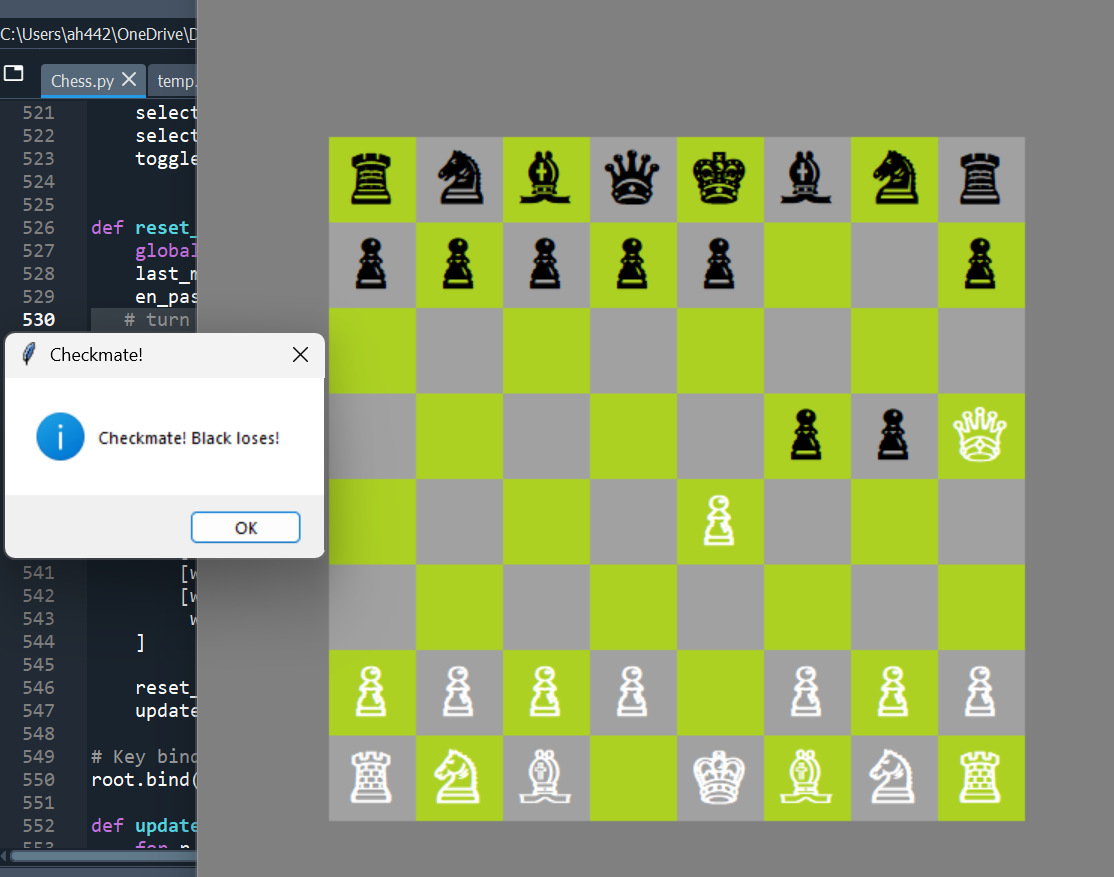 C:\Users\ah442\OneDrive\D
Chess.py
temp.
521 select
522 select
523 toggle
524
525
526 def reset_
527 global
528 last_m
529 en_pas
530 # turn
Checkmate!
Checkmate! Black loses!
OK
541 [w
542 [w
543 w
544 ]
545
546 reset_
547 update
548
549 # Key bind
550 root.bind(
551
552 def update
553 for r